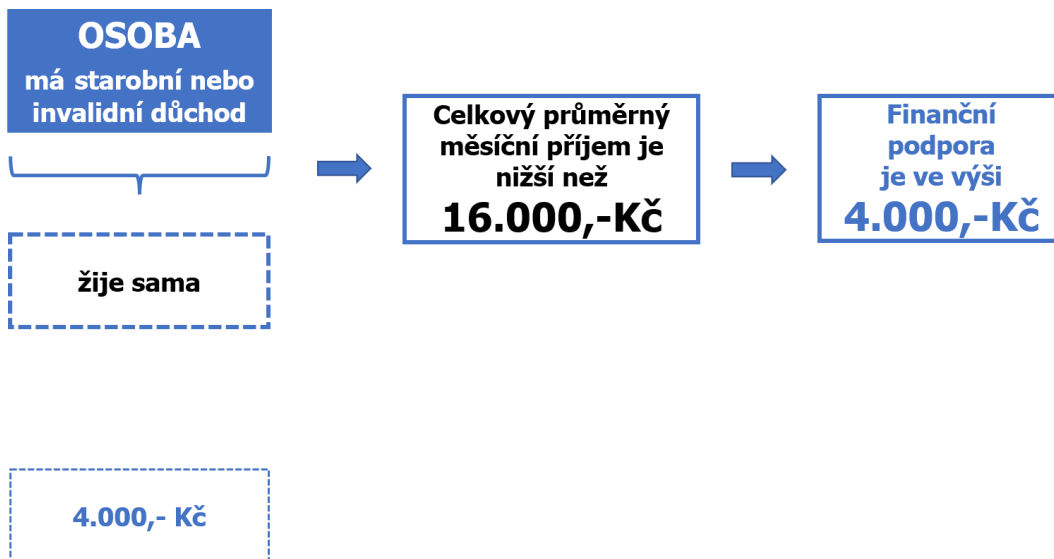 OSOBA
má starobní nebo
invalidní důchod
žije sama
Celkový průměrný
měsíční příjem je
nižší než
16.000,-Kč
Finanční
podpora
je ve výši
4.000,-Kč
4.000,- Kč